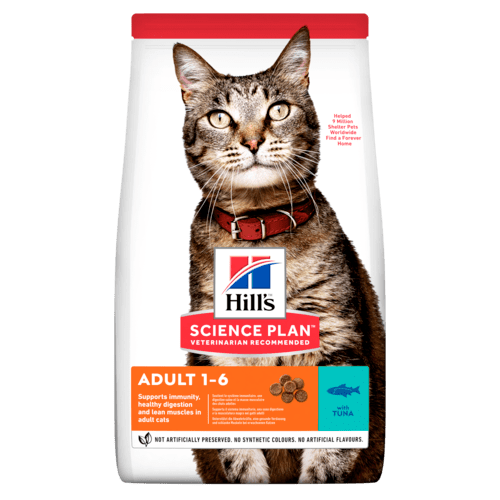 Helped
9 Million
Shelter Pets
Worldwide
Find a Forever
Home
Hill's
SCIENCE PLAN™
VETERINARIAN RECOMMENDED
ADULT 1-6
Supports immunity,
healthy digestion
and lean muscles in
adult cats
with
TUNA
NOT ARTIFICIALLY PRESERVED. NO SYNTHETIC COLOURS. NO ARTIFICIAL FLAVOURS.